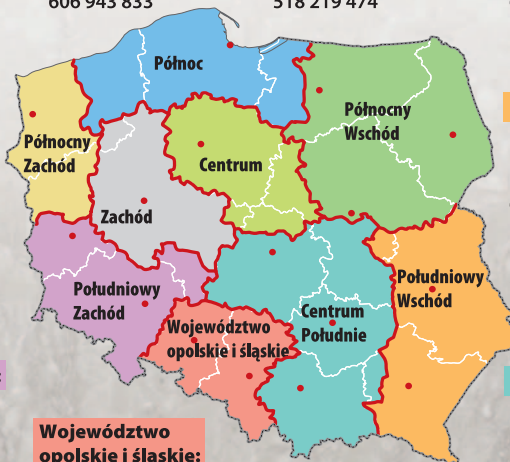 606 943 833
518 219 474
Północ
Północny
Zachód
Centrum
Północny
Wschód
Zachód
Południowy
Zachód
Województwo
opolskie i śląskie
Centrum
Południe
Południowy
Wschód
Województwo
opolskie i śląskie: